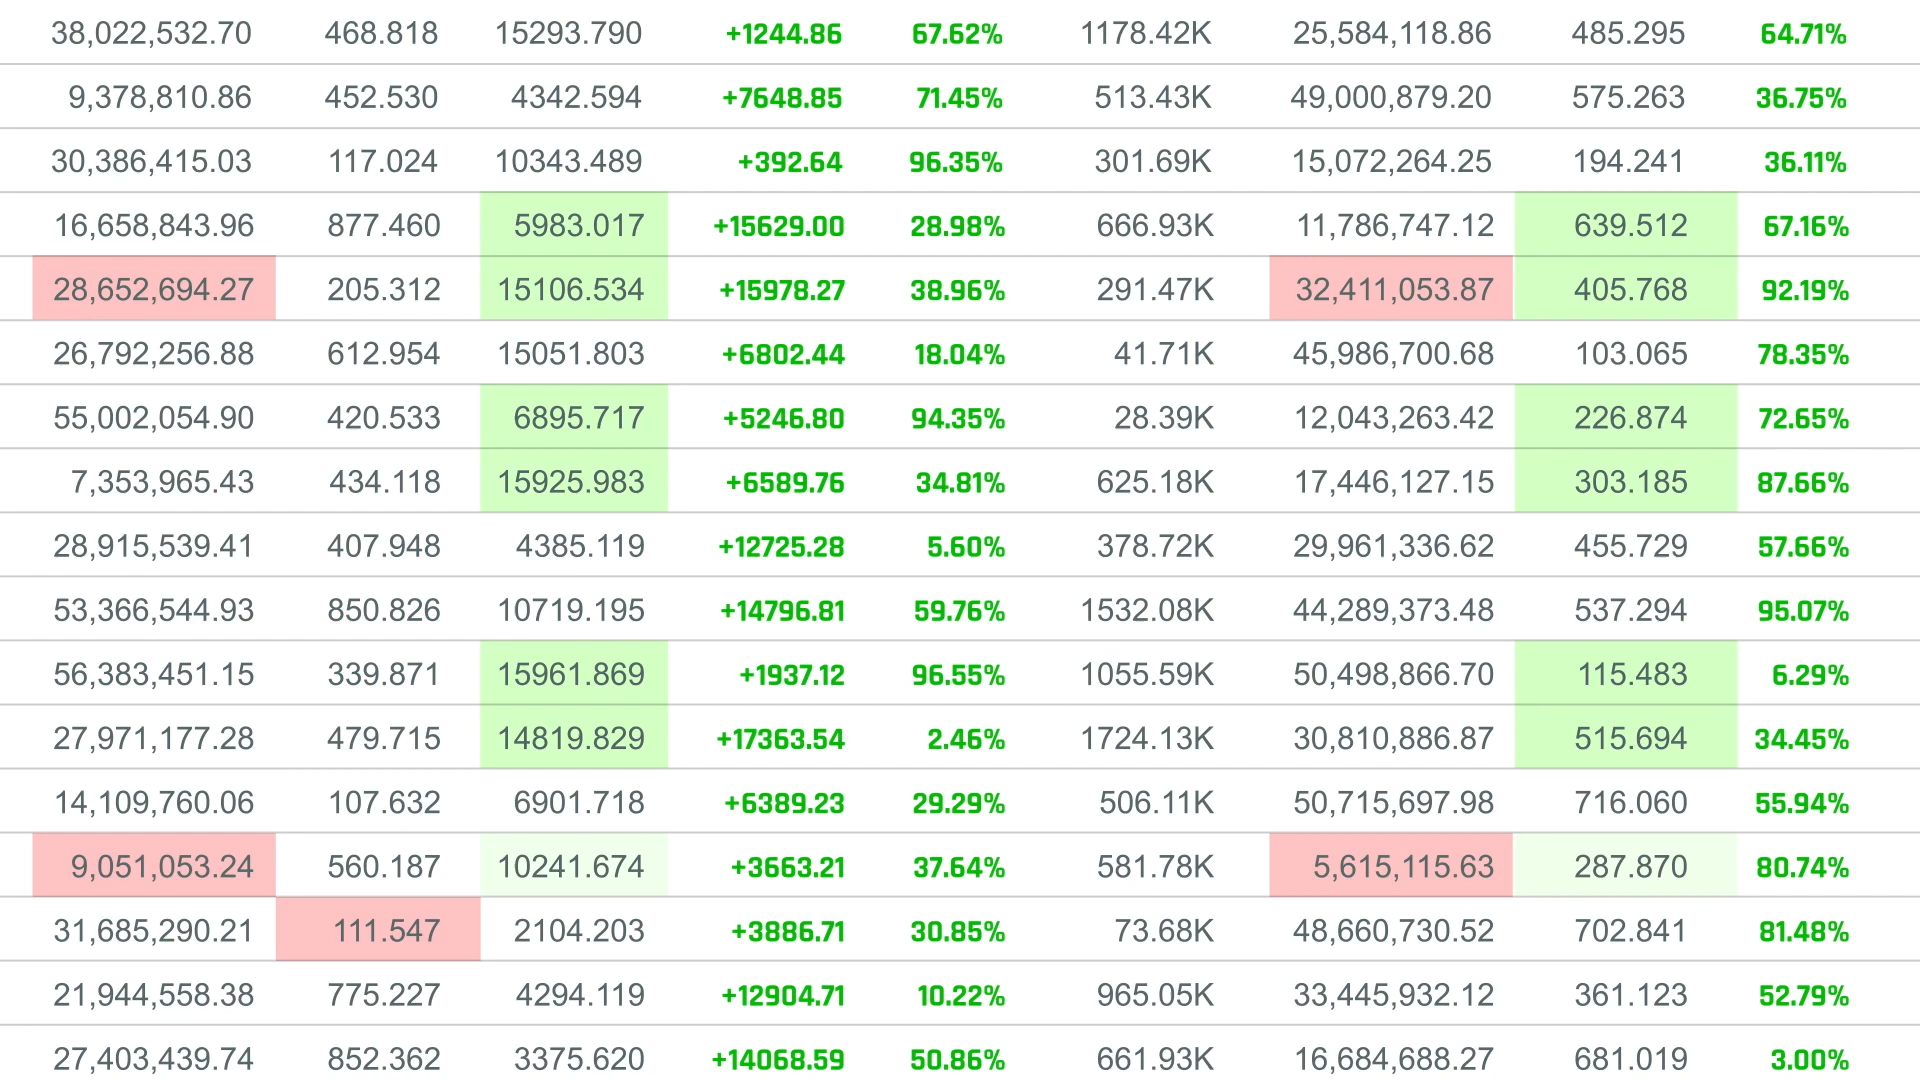 38,022,532.70 468.818 15293.790 +1244.86 67.62% 1178.42K 25,584,118.86 485.295 64.71%
9,378,810.86 452.530 4342.594 +7648.85 71.45% 513.43K 49,000,879.20 575.263 36.75%
30,386,415.03 117.024 10343.489 +392.64 96.35% 301.69K 15,072,264.25 194.241 36.11%
16,658,843.96 877.460 5983.017 +15629.00 28.98% 666.93K 11,786,747.12 639.512 67.16%
28,652,694.27 205.312 15106.534 +15978.27 38.96% 291.47K 32,411,053.87 405.768 92.19%
26,792,256.88 612.954 15051.803 +6802.44 18.04% 41.71K 45,986,700.68 103.065 78.35%
55,002,054.90 420.533 6895.717 +5246.80 94.35% 28.39K 12,043,263.42 226.874 72.65%
7,353,965.43 434.118 15925.983 +6589.76 34.81% 625.18K 17,446,127.15 303.185 87.66%
28,915,539.41 407.948 4385.119 +12725.28 5.60% 378.72K 29,961,336.62 455.729 57.66%
53,366,544.93 850.826 10719.195 +14796.81 59.76% 1532.08K 44,289,373.48 537.294 95.07%
56,383,451.15 339.871 15961.869 +1937.12 96.55% 1055.59K 50,498,866.70 115.483 6.29%
27,971,177.28 479.715 14819.829 +17363.54 2.46% 1724.13K 30,810,886.87 515.694 34.45%
14,109,760.06 107.632 6901.718 +6389.23 29.29% 506.11K 50,715,697.98 716.060 55.94%
9,051,053.24 560.187 10241.674 +3663.21 37.64% 581.78K 5,615,115.63 287.870 80.74%
31,685,290.21 111.547 2104.203 +3886.71 30.85% 73.68K 48,660,730.52 702.841 81.48%
21,944,558.38 775.227 4294.119 +12904.71 10.22% 965.05K 33,445,932.12 361.123 52.79%
27,403,439.74 852.362 3375.620 +14068.59 50.86% 661.93K 16,684,688.27 681.019 3.00%